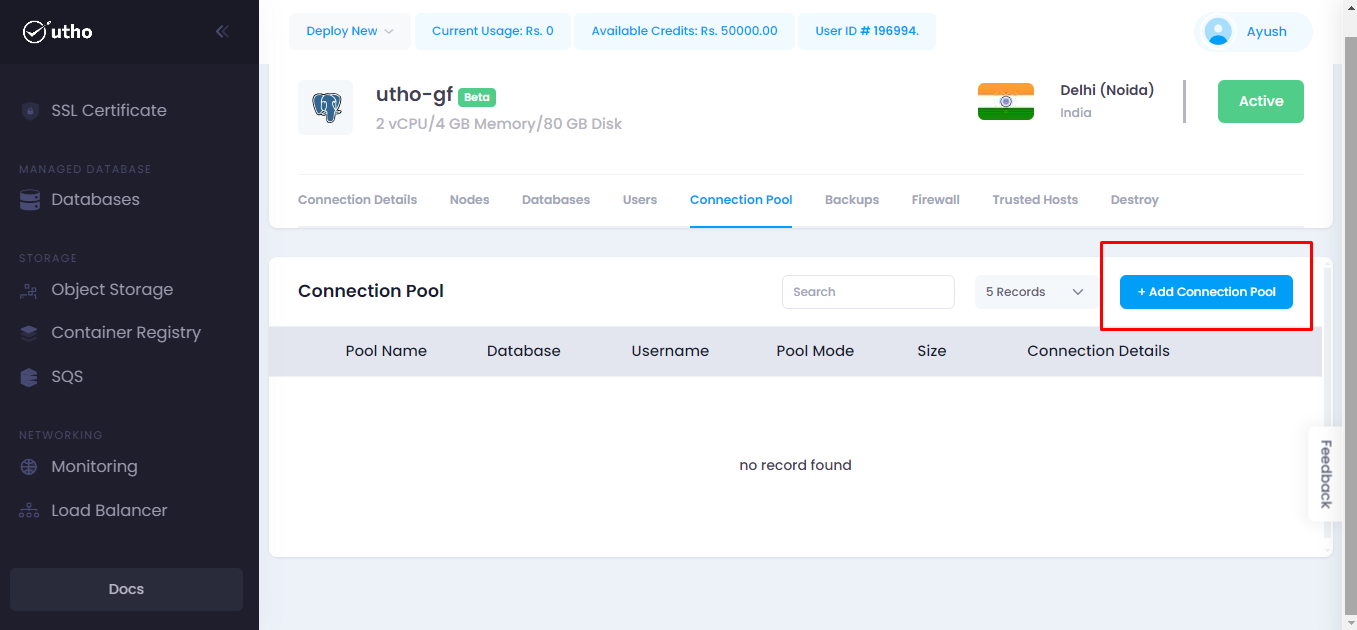 utho
Deploy New
Current Usage: Rs. 0
Available Credits: Rs. 50000.00
User ID # 196994.
Ayush
SSL Certificate
MANAGED DATABASE
Databases
STORAGE
Object Storage
Container Registry
SQS
NETWORKING
Monitoring
Load Balancer
Docs
utho-gf Beta
2 vCPU/4 GB Memory/80 GB Disk
Delhi (Noida)
India
Active
Connection Details Nodes Databases Users Connection Pool Backups Firewall Trusted Hosts Destroy
Connection Pool
Search
5 Records
+ Add Connection Pool
Pool Name Database Username Pool Mode Size Connection Details
no record found
Feedback